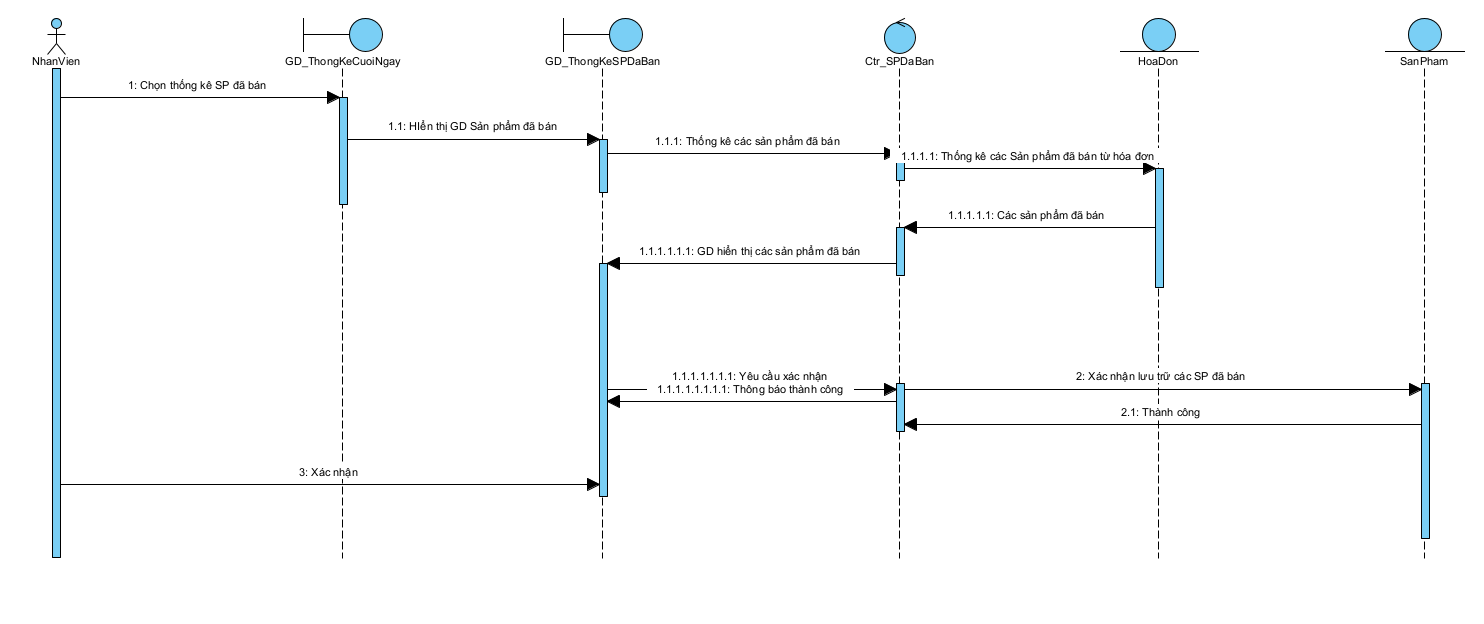 NhanVien
GD_ThongKeCuoiNgay
GD_ThongKeSPDaBan
Ctr_SPDaBan
HoaDon
SanPham
1: Chọn thống kê SP đã bán
1.1: HIển thị GD Sản phẩm đã bán
1.1.1: Thống kê các sản phẩm đã bán
1.1.1.1: Thống kê các Sản phẩm đã bán từ hóa đơn
1.1.1.1.1: Các sản phẩm đã bán
1.1.1.1.1.1: GD hiển thị các sản phẩm đã bán
1.1.1.1.1.1.1: Yêu cầu xác nhận
2: Xác nhận lưu trữ các SP đã bán
1.1.1.1.1.1.1.1: Thông báo thành công
2.1: Thành công
3: Xác nhận